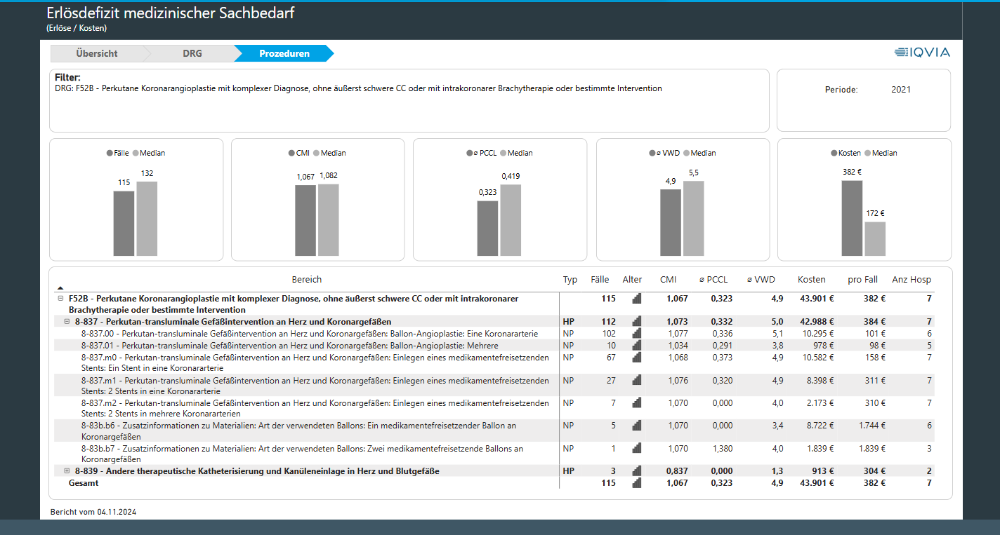 Erlösdefizit medizinischer Sachbedarf
(Erlöse / Kosten)
Übersicht DRG Prozeduren
IQVIA
Filter:
DRG: F52B - Perkutane Koronarangioplastie mit komplexer Diagnose, ohne äußerst schwere CC oder mit intrakoronarer Brachytherapie oder bestimmte Intervention
Periode: 2021
Fälle Median
115 132
CMI Median
1,067 1,082
ø PCCL Median
0,323 0,419
ø VWD Median
4,9 5,5
Kosten Median
382 € 172 €
Bereich Typ Fälle Alter CMI ø PCCL ø VWD Kosten pro Fall Anz Hosp
F52B - Perkutane Koronarangioplastie mit komplexer Diagnose, ohne äußerst schwere CC oder mit intrakoronarer 115 1,067 0,323 4,9 43.901 € 382 € 7
Brachytherapie oder bestimmte Intervention
8-837 - Perkutan-transluminale Gefäßintervention an Herz und Koronargefäßen HP 112 1,073 0,332 5,0 42.988 € 384 € 7
8-837.00 - Perkutan-transluminale Gefäßintervention an Herz und Koronargefäßen: Ballon-Angioplastie: Eine Koronararterie NP 102 1,077 0,336 5,1 10.295 € 101 € 6
8-837.01 - Perkutan-transluminale Gefäßintervention an Herz und Koronargefäßen: Ballon-Angioplastie: Mehrere NP 10 1,034 0,291 3,8 978 € 98 € 5
8-837.m0 - Perkutan-transluminale Gefäßintervention an Herz und Koronargefäßen: Einlegen eines medikamentefreisetzenden NP 67 1,068 0,373 4,9 10.582 € 158 € 7
Stents: Ein Stent in eine Koronararterie
8-837.m1 - Perkutan-transluminale Gefäßintervention an Herz und Koronargefäßen: Einlegen eines medikamentefreisetzenden NP 27 1,076 0,320 4,9 8.398 € 311 € 7
Stents: 2 Stents in eine Koronararterie
8-837.m2 - Perkutan-transluminale Gefäßintervention an Herz und Koronargefäßen: Einlegen eines medikamentefreisetzenden NP 7 1,070 0,000 4,0 2.173 € 310 € 7
Stents: 2 Stents in mehrere Koronararterien
8-83b.b6 - Zusatzinformationen zu Materialien: Art der verwendeten Ballons: Ein medikamentefreisetzender Ballon an NP 5 1,070 0,000 3,4 8.722 € 1.744 € 6
Koronargefäßen
8-83b.b7 - Zusatzinformationen zu Materialien: Art der verwendeten Ballons: Zwei medikamentefreisetzende Ballons an NP 1 1,070 1,380 4,0 1.839 € 1.839 € 3
Koronargefäßen
8-839 - Andere therapeutische Katheterisierung und Kanüleneinlage in Herz und Blutgefäße HP 3 0,837 0,000 1,3 913 € 304 € 2
Gesamt 115 1,067 0,323 4,9 43.901 € 382 € 7
Bericht vom 04.11.2024